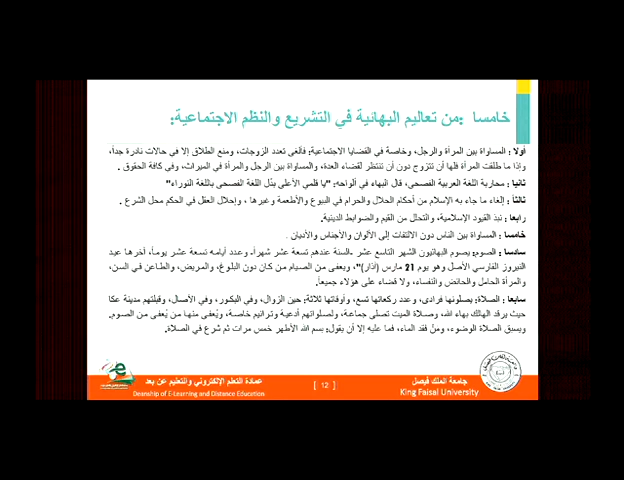 خامسا :من تعاليم البهائية في التشريع والنظم الاجتماعية:
أولا : المساواة بين المرأة والرجل، وخاصة في القضايا الاجتماعية: فألغى تعدد الزوجات، ومنع الطلاق إلا في حالات نادرة جداً،
وإذا ما طلقت المرأة فلها أن تتزوج دون أن تنتظر لقضاء العدة، والمساواة بين الرجل والمرأة في الميراث، وفى كافة الحقوق .
ثانيا : محاربة اللغة العربية الفصحى، قال البهاء في ألواحه: "يا قلمي الأعلى بدّل اللغة الفصحى باللغة النوراء"
ثالثاً : إلغاء ما جاء به الإسلام من أحكام الحلال والحرام في البيوع والأطعمة وغيرها ، وإحلال العقل في الحكم محل الشرع .
رابعا : نبذ القيود الإسلامية، والتحلل من القيم والضوابط الدينية.
خامسا : المساواة بين الناس دون الالتفات إلى الألوان والأجناس والأديان .
سادسا : الصوم: يصوم البهائيون الشهر التاسع عشر -السنة عندهم تسعة عشر شهراً- وعدد أيامه تسعة عشر يوماً، آخرها عيد
النيروز الفارسي الأصل وهو يوم 21 مارس (آذار)"، ويعفى من الصيام من كان دون البلوغ، والمريض، والطاعن في السن،
والمرأة الحامل والحائض والنفساء، ولا قضاء على هؤلاء جميعاً.
سابعا : الصلاة: يصلونها فرادى، وعدد ركعاتها تسع، وأوقاتها ثلاثة: حين الزوال، وفي البكور، وفي الآصال، وقبلتهم مدينة عكا
حيث يرقد الهالك بهاء الله، وصلاة الميت تصلى جماعة، ولصلواتهم أدعية وترانيم خاصة، ويُعفى منها من يُعفى من الصوم.
ويسبق الصلاة الوضوء، ومنْ فقد الماء، فما عليه إلا أن يقول: بسم الله الأطهر خمس مرات ثم شرع في الصلاة.
جامعة الملك فيصل
King Faisal University
[ 12 ]
عمادة التعلم الإلكتروني والتعليم عن بعد
Deanship of E-Learning and Distance Education